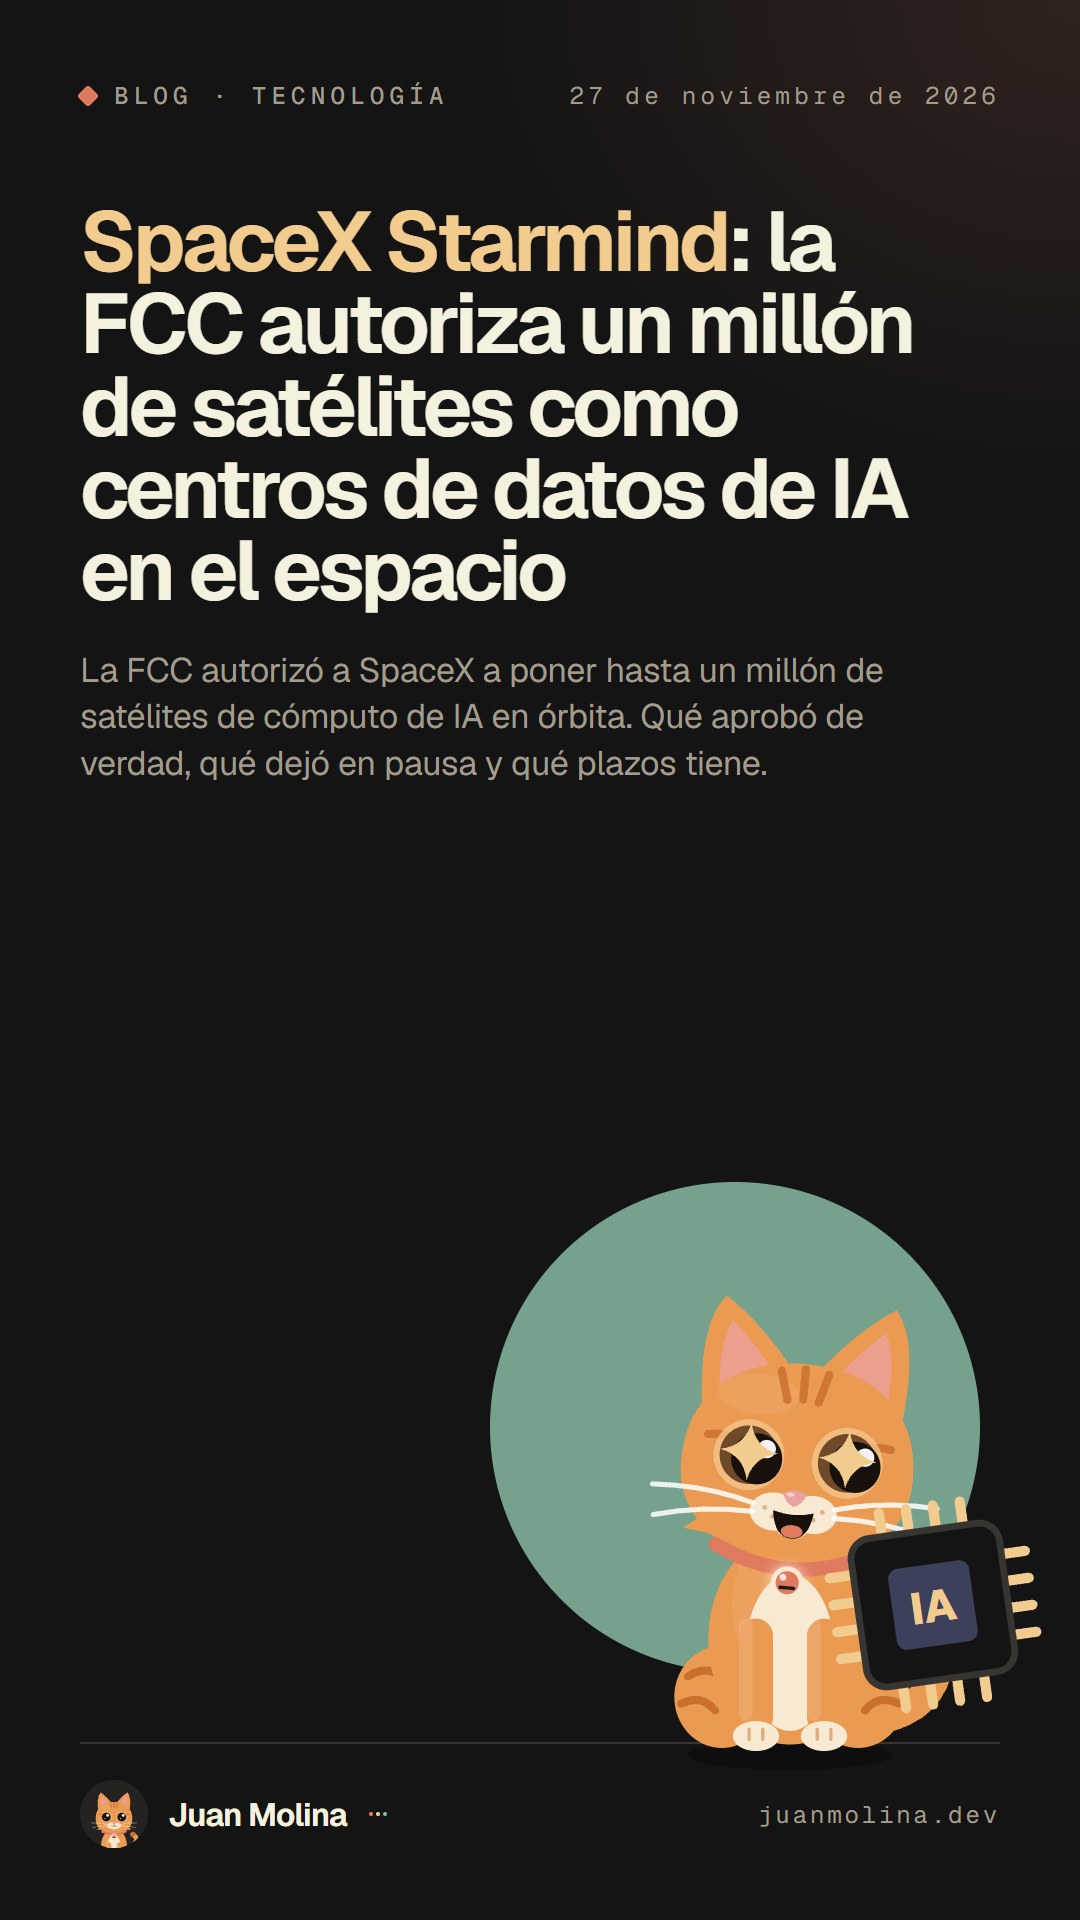 BLOG · TECNOLOGÍA
27 de noviembre de 2026
SpaceX Starmind: la
FCC autoriza un millón
de satélites como
centros de datos de IA
en el espacio
La FCC autorizó a SpaceX a poner hasta un millón de
satélites de cómputo de IA en órbita. Qué aprobó de
verdad, qué dejó en pausa y qué plazos tiene.
IA
Juan Molina
juanmolina.dev